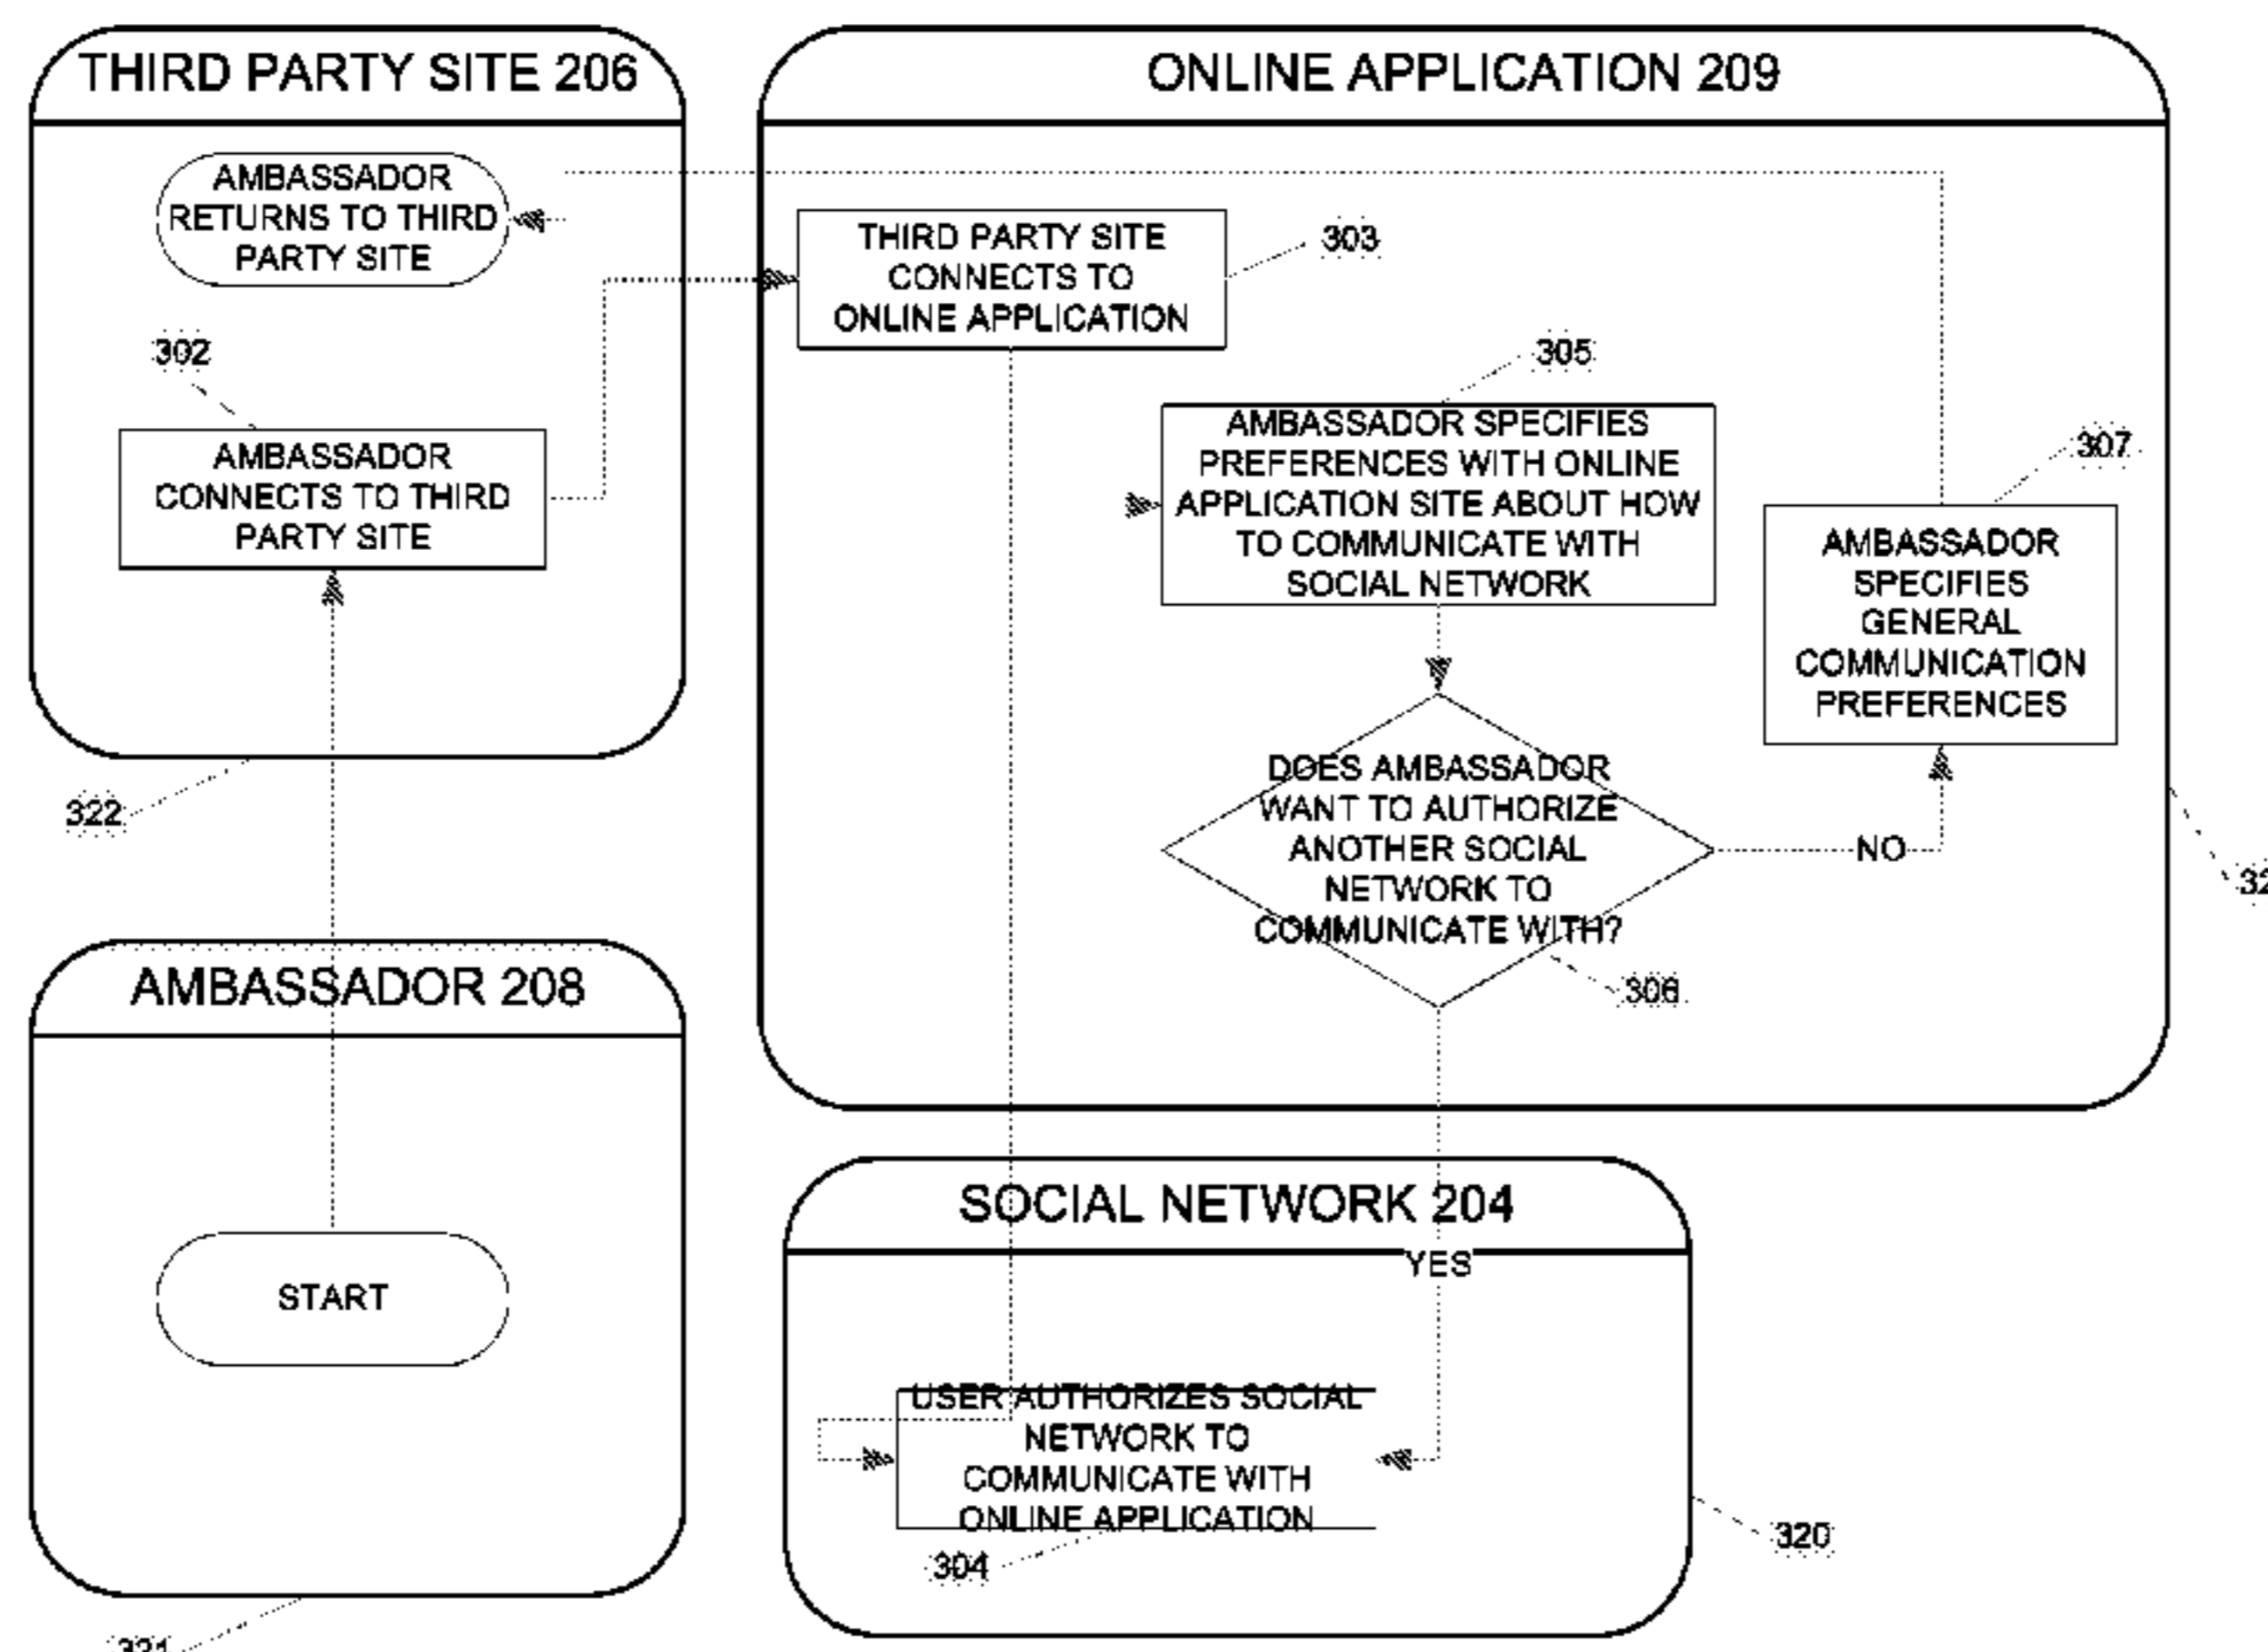 THIRD PARTY SITE 206
AMBASSADOR
RETURNS TO THIRD
PARTY SITE
302
AMBASSADOR
CONNECTS TO THIRD
PARTY SITE
322
ONLINE APPLICATION 209
THIRD PARTY SITE
CONNECTS TO
ONLINE APPLICATION
303
305
AMBASSADOR SPECIFIES
PREFERENCES WITH ONLINE
APPLICATION SITE ABOUT HOW
TO COMMUNICATE WITH
SOCIAL NETWORK
307
AMBASSADOR
SPECIFIES
GENERAL
COMMUNICATION
PREFERENCES
DOES AMBASSADOR
WANT TO AUTHORIZE
ANOTHER SOCIAL
NETWORK TO
COMMUNICATE WITH?
NO
306
AMBASSADOR 208
START
321
SOCIAL NETWORK 204
YES
USER AUTHORIZES SOCIAL
NETWORK TO
COMMUNICATE WITH
ONLINE APPLICATION
304
320